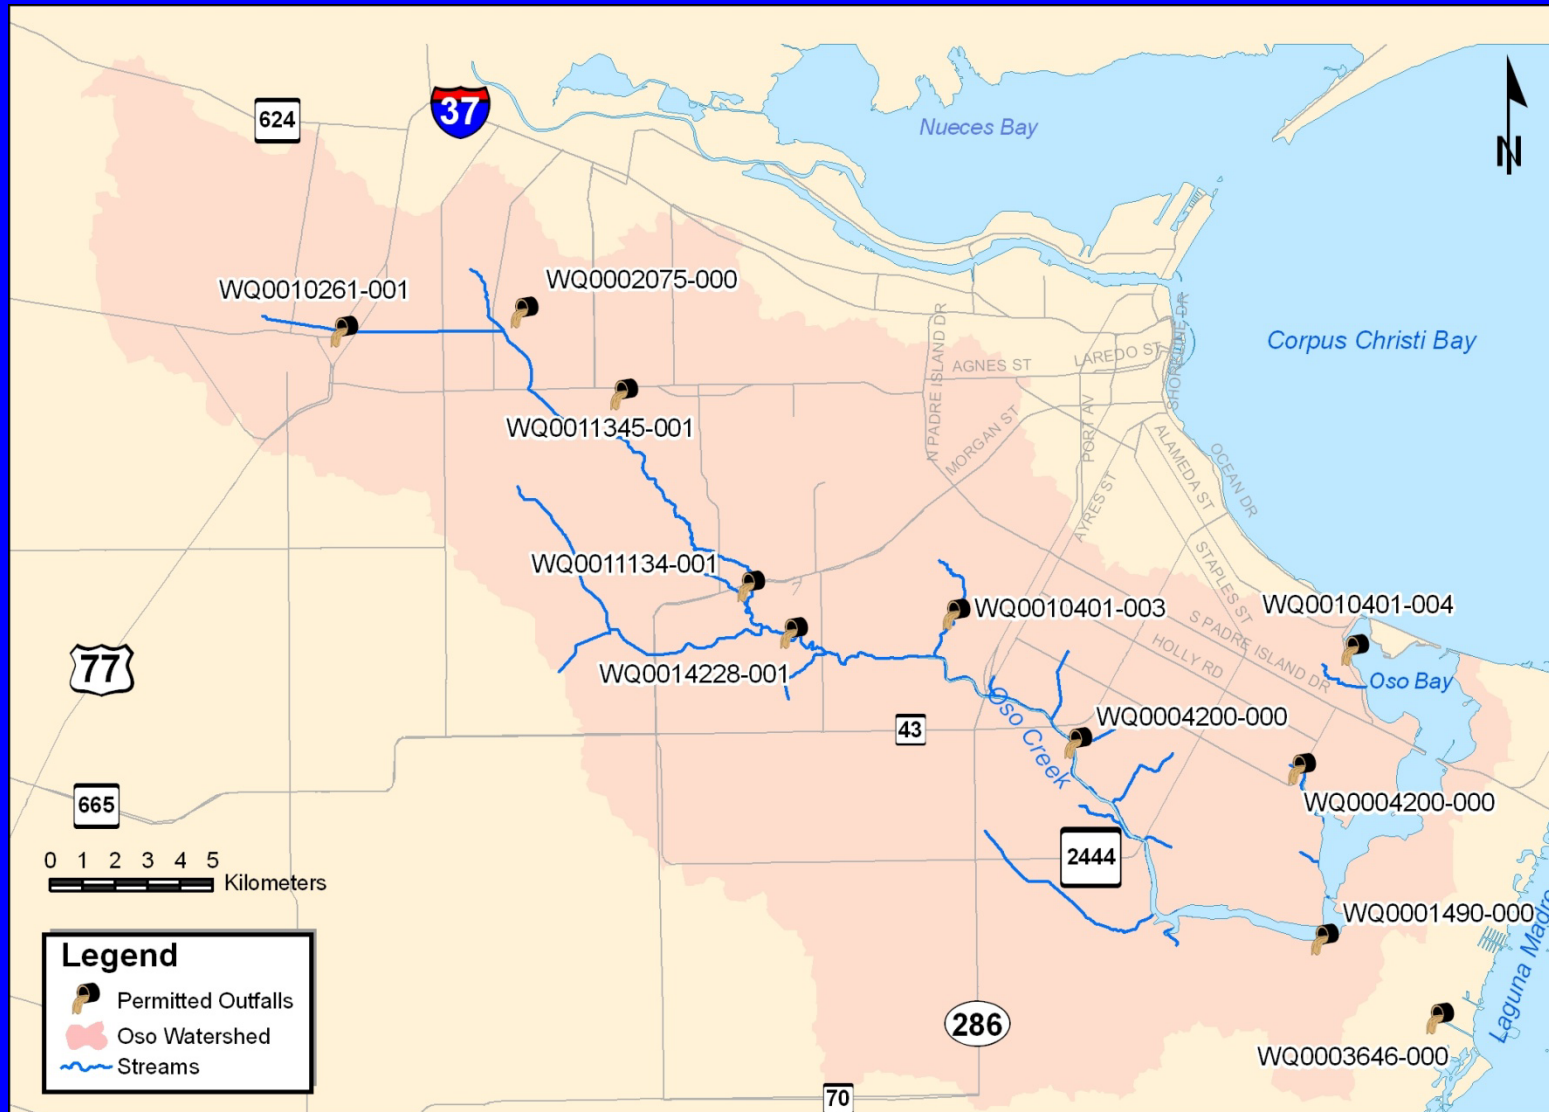 624
37
Nueces Bay
N
WQ0010261-001
WQ0002075-000
Corpus Christi Bay
N PADRE ISLAND DR
AGNES ST
LAREDO ST
SHORELINE DR
WQ0011345-001
MORGAN ST
PORT AV
ALAMEDA ST
OCEAN DR
AYRES ST
STAPLES ST
WQ0011134-001
WQ0010401-003
WQ0010401-004
S PADRE ISLAND DR
HOLLY RD
77
WQ0014228-001
Oso Bay
43
Oso Creek
WQ0004200-000
665
WQ0004200-000
2444
0 1 2 3 4 5
Kilometers
WQ0001490-000
Laguna Madre
Legend
Permitted Outfalls
Oso Watershed
Streams
286
WQ0003646-000
70